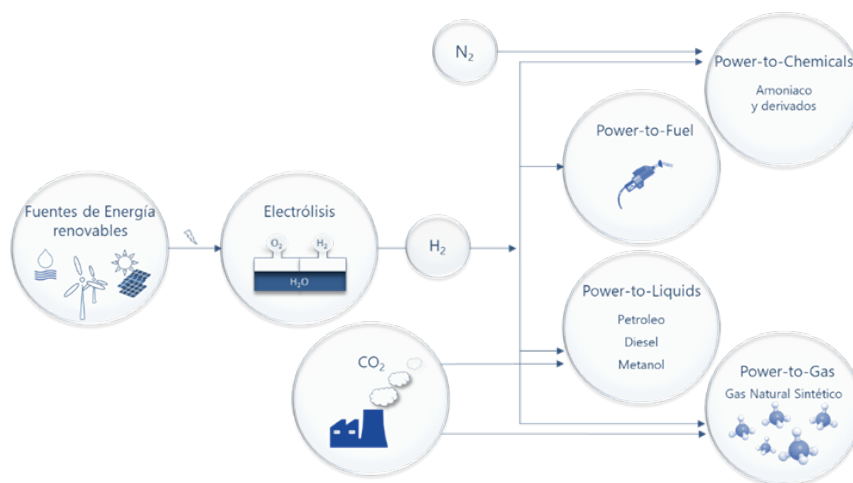 N₂
Power-to-Chemicals
Amoniaco
y derivados
Power-to-Fuel
Fuentes de Energía
renovables
Electrólisis
O₂
H₂
H₂O
H₂
Power-to-Liquids
Petroleo
Diesel
Metanol
CO₂
Power-to-Gas
Gas Natural Sintético